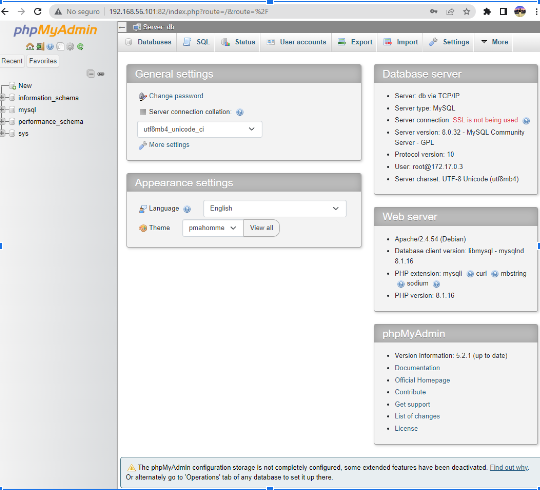 No seguro
192.168.56.101:82/index.php?route=/&route=%2F
phpMyAdmin
Recent
Favorites
New
information_schema
mysql
performance_schema
sys
Server: db
Databases
SQL
Status
User accounts
Export
Import
Settings
More
General settings
Change password
Server connection collation:
utf8mb4_unicode_ci
More settings
Appearance settings
Language
English
Theme
pmahomme
View all
Database server
Server: db via TCP/IP
Server type: MySQL
Server connection: SSL is not being used
Server version: 8.0.32 - MySQL Community
Server - GPL
Protocol version: 10
User: root@172.17.0.3
Server charset: UTF-8 Unicode (utf8mb4)
Web server
Apache/2.4.54 (Debian)
Database client version: libmysql - mysqlnd
8.1.16
PHP extension: mysqli curl mbstring
sodium
PHP version: 8.1.16
phpMyAdmin
Version information: 5.2.1 (up to date)
Documentation
Official Homepage
Contribute
Get support
List of changes
License
The phpMyAdmin configuration storage is not completely configured, some extended features have been deactivated. Find out why.
Or alternately go to 'Operations' tab of any database to set it up there.